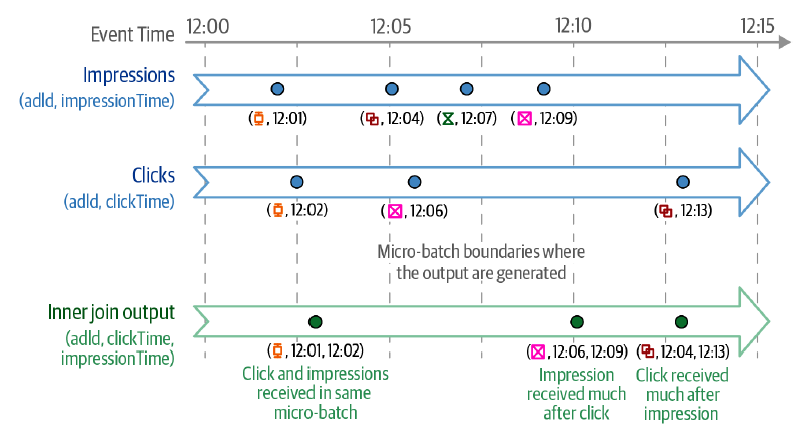 Event Time 12:00 12:05 12:10 12:15
Impressions
(adId, impressionTime)
( , 12:01) ( , 12:04) ( , 12:07) ( , 12:09)
Clicks
(adId, clickTime)
( , 12:02) ( , 12:06) ( , 12:13)
Micro-batch boundaries where
the output are generated
Inner join output
(adId, clickTime,
impressionTime)
( , 12:01, 12:02) ( , 12:06, 12:09) ( , 12:04, 12:13)
Click and impressions
received in same
micro-batch
Impression
received much
after click
Click received
much after
impression